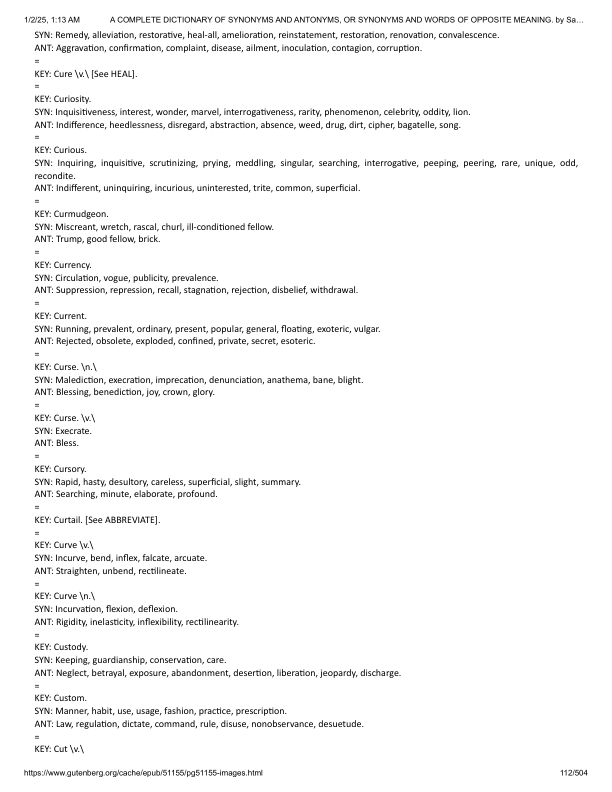 1/2/25, 1:13 AM A COMPLETE DICTIONARY OF SYNONYMS AND ANTONYMS, OR SYNONYMS AND WORDS OF OPPOSITE MEANING. by Sa…
SYN: Remedy, alleviation, restorative, heal-all, amelioration, reinstatement, restoration, renovation, convalescence.
ANT: Aggravation, confirmation, complaint, disease, ailment, inoculation, contagion, corruption.
=
KEY: Cure \v.\ [See HEAL].
=
KEY: Curiosity.
SYN: Inquisitiveness, interest, wonder, marvel, interrogativeness, rarity, phenomenon, celebrity, oddity, lion.
ANT: Indifference, heedlessness, disregard, abstraction, absence, weed, drug, dirt, cipher, bagatelle, song.
=
KEY: Curious.
SYN: Inquiring, inquisitive, scrutinizing, prying, meddling, singular, searching, interrogative, peeping, peering, rare, unique, odd,
recondite.
ANT: Indifferent, uninquiring, incurious, uninterested, trite, common, superficial.
=
KEY: Curmudgeon.
SYN: Miscreant, wretch, rascal, churl, ill-conditioned fellow.
ANT: Trump, good fellow, brick.
=
KEY: Currency.
SYN: Circulation, vogue, publicity, prevalence.
ANT: Suppression, repression, recall, stagnation, rejection, disbelief, withdrawal.
=
KEY: Current.
SYN: Running, prevalent, ordinary, present, popular, general, floating, exoteric, vulgar.
ANT: Rejected, obsolete, exploded, confined, private, secret, esoteric.
=
KEY: Curse. \n.\
SYN: Malediction, execration, imprecation, denunciation, anathema, bane, blight.
ANT: Blessing, benediction, joy, crown, glory.
=
KEY: Curse. \v.\
SYN: Execrate.
ANT: Bless.
=
KEY: Cursory.
SYN: Rapid, hasty, desultory, careless, superficial, slight, summary.
ANT: Searching, minute, elaborate, profound.
=
KEY: Curtail. [See ABBREVIATE].
=
KEY: Curve \v.\
SYN: Incurve, bend, inflex, falcate, arcuate.
ANT: Straighten, unbend, rectilineate.
=
KEY: Curve \n.\
SYN: Incurvation, flexion, deflexion.
ANT: Rigidity, inelasticity, inflexibility, rectilinearity.
=
KEY: Custody.
SYN: Keeping, guardianship, conservation, care.
ANT: Neglect, betrayal, exposure, abandonment, desertion, liberation, jeopardy, discharge.
=
KEY: Custom.
SYN: Manner, habit, use, usage, fashion, practice, prescription.
ANT: Law, regulation, dictate, command, rule, disuse, nonobservance, desuetude.
=
KEY: Cut \v.\
https://www.gutenberg.org/cache/epub/51155/pg51155-images.html 112/504